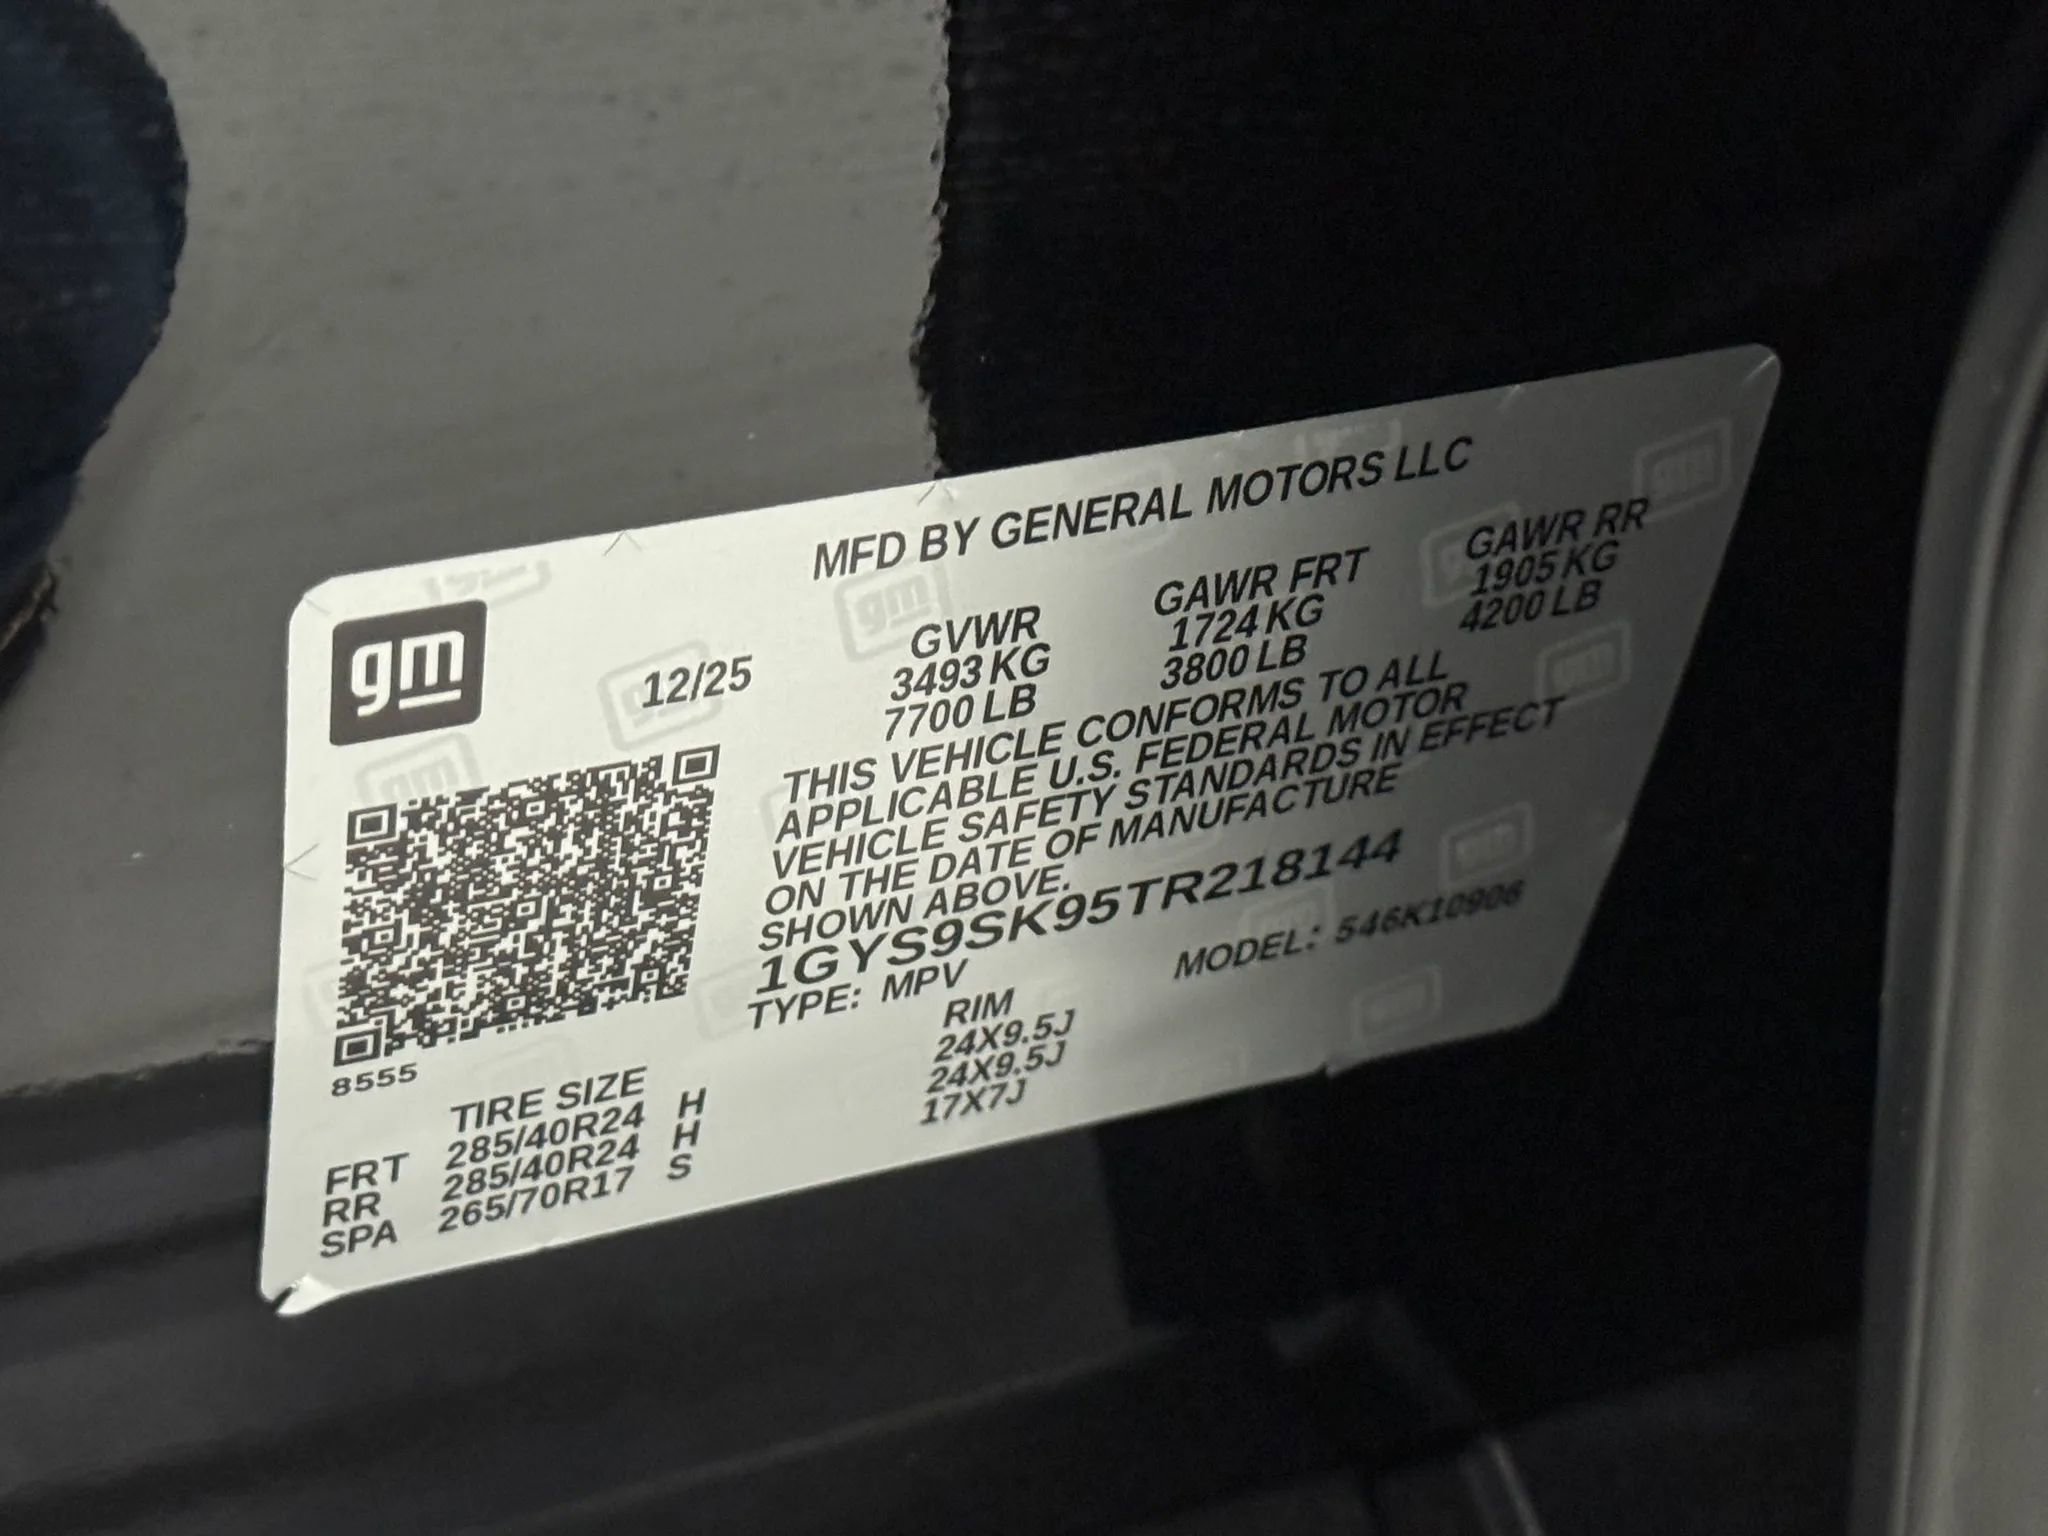 MFD BY GENERAL MOTORS LLC
gm
12/25
GVWR GAWR FRT GAWR RR
3493 KG 1724 KG 1905 KG
7700 LB 3800 LB 4200 LB
THIS VEHICLE CONFORMS TO ALL
APPLICABLE U.S. FEDERAL MOTOR
VEHICLE SAFETY STANDARDS IN EFFECT
ON THE DATE OF MANUFACTURE
SHOWN ABOVE.
1GYS9SK95TR218144
TYPE: MPV MODEL: 546K10906
8555
TIRE SIZE RIM
FRT 285/40R24 H 24X9.5J
RR 285/40R24 H 24X9.5J
SPA 265/70R17 S 17X7J